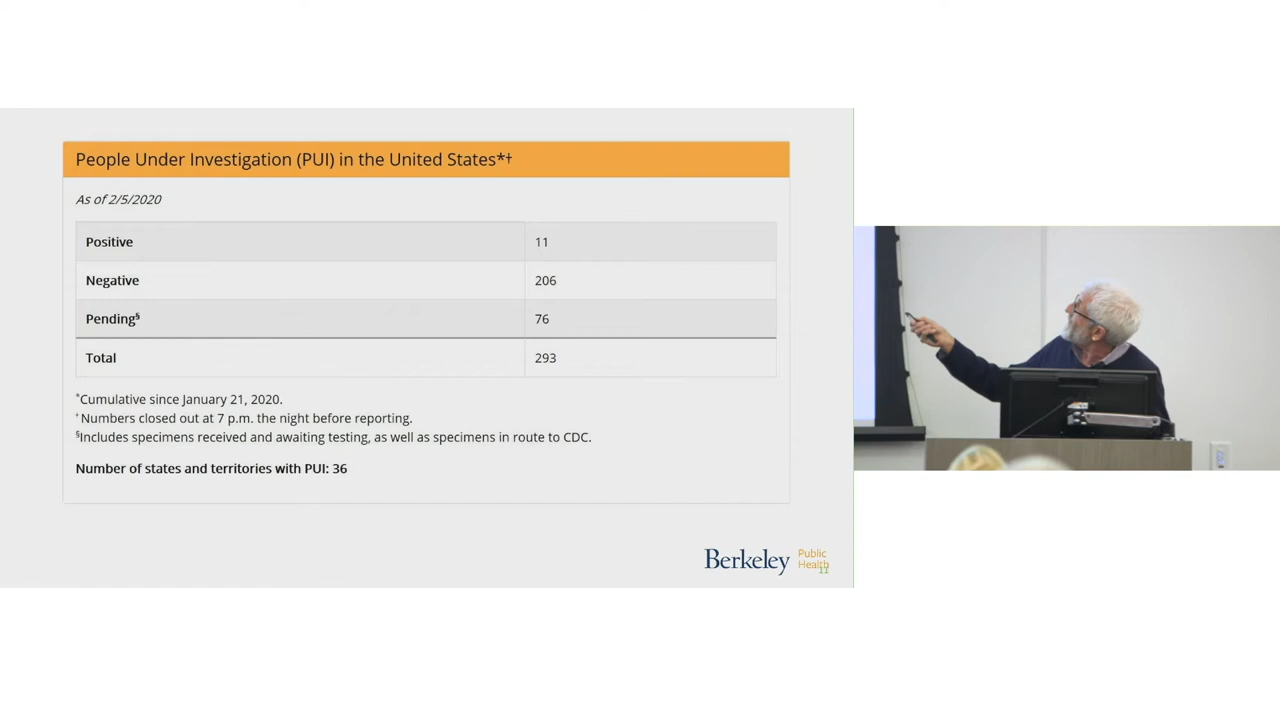 People Under Investigation (PUI) in the United States*†
As of 2/5/2020
Positive 11
Negative 206
Pending§ 76
Total 293
*Cumulative since January 21, 2020.
†Numbers closed out at 7 p.m. the night before reporting.
§Includes specimens received and awaiting testing, as well as specimens in route to CDC.
Number of states and territories with PUI: 36
Berkeley Public
Health
11